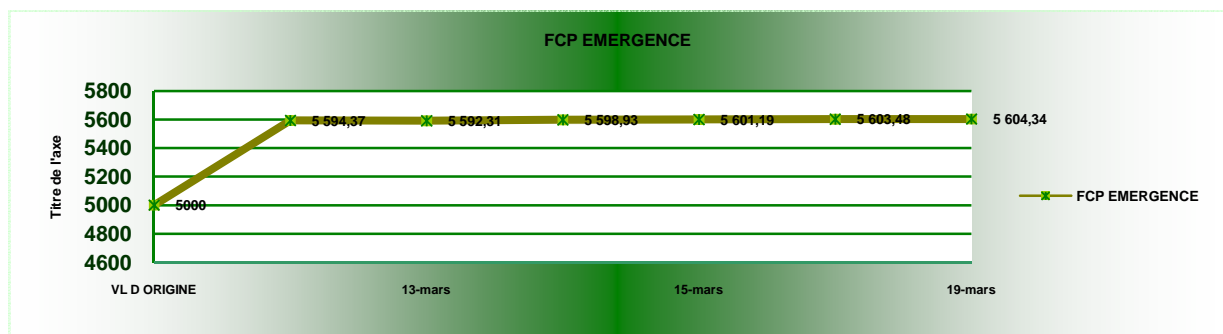 FCP EMERGENCE
5800
5600
5400
5200
5000
4800
4600
Titre de l'axe
5000
5 594,37
5 592,31
5 598,93
5 601,19
5 603,48
5 604,34
VL D ORIGINE
13-mars
15-mars
19-mars
FCP EMERGENCE